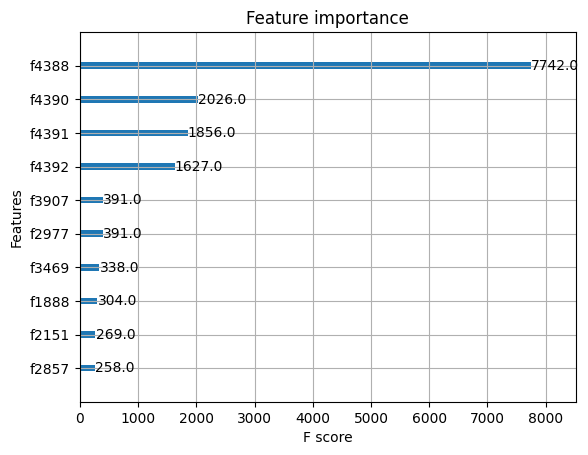 Feature importance
f4388 7742.0
f4390 2026.0
f4391 1856.0
f4392 1627.0
f3907 391.0
f2977 391.0
f3469 338.0
f1888 304.0
f2151 269.0
f2857 258.0
Features
0 1000 2000 3000 4000 5000 6000 7000 8000
F score